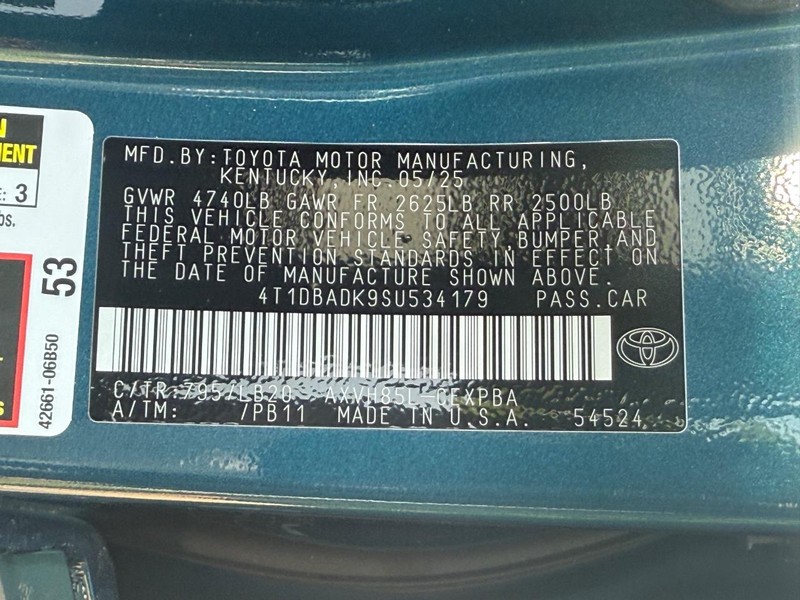 MFD.BY:TOYOTA MOTOR MANUFACTURING,
KENTUCKY, INC.05/25
GVWR 4740LB GAWR FR 2625LB RR 2500LB
THIS VEHICLE CONFORMS TO ALL APPLICABLE
FEDERAL MOTOR VEHICLE SAFETY, BUMPER,AND
THEFT PREVENTION STANDARDS IN EFFECT ON
THE DATE OF MANUFACTURE SHOWN ABOVE.
4T1DBADK9SU534179 PASS.CAR
C/TR:795/LB20 AXVH85L-CEXPBA
A/TM: /PB11 MADE IN U.S.A. 54524
3
53
42661-06B50